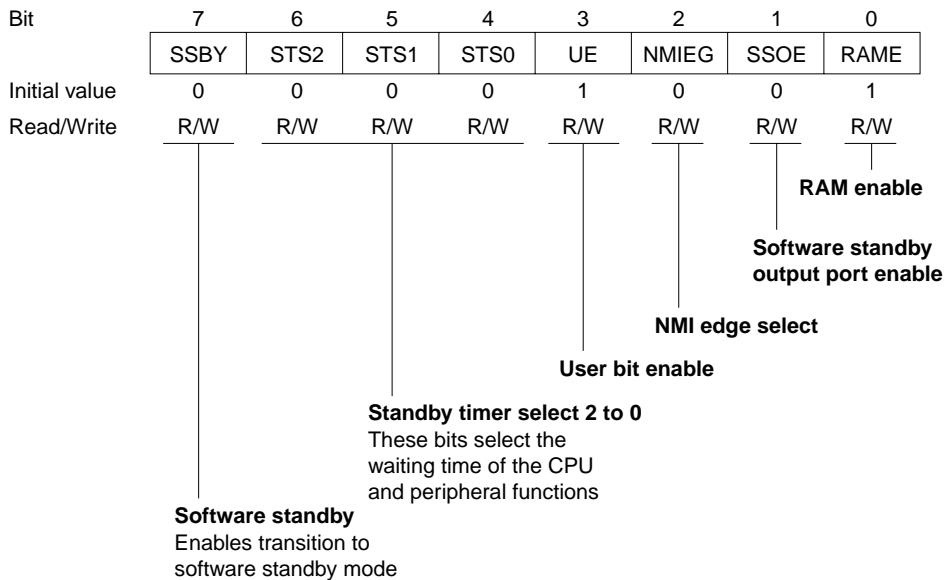 Bit 7 6 5 4 3 2 1 0
SSBY STS2 STS1 STS0 UE NMIEG SSOE RAME
Initial value 0 0 0 0 1 0 0 1
Read/Write R/W R/W R/W R/W R/W R/W R/W R/W
RAM enable
Software standby
output port enable
NMI edge select
User bit enable
Standby timer select 2 to 0
These bits select the
waiting time of the CPU
and peripheral functions
Software standby
Enables transition to
software standby mode